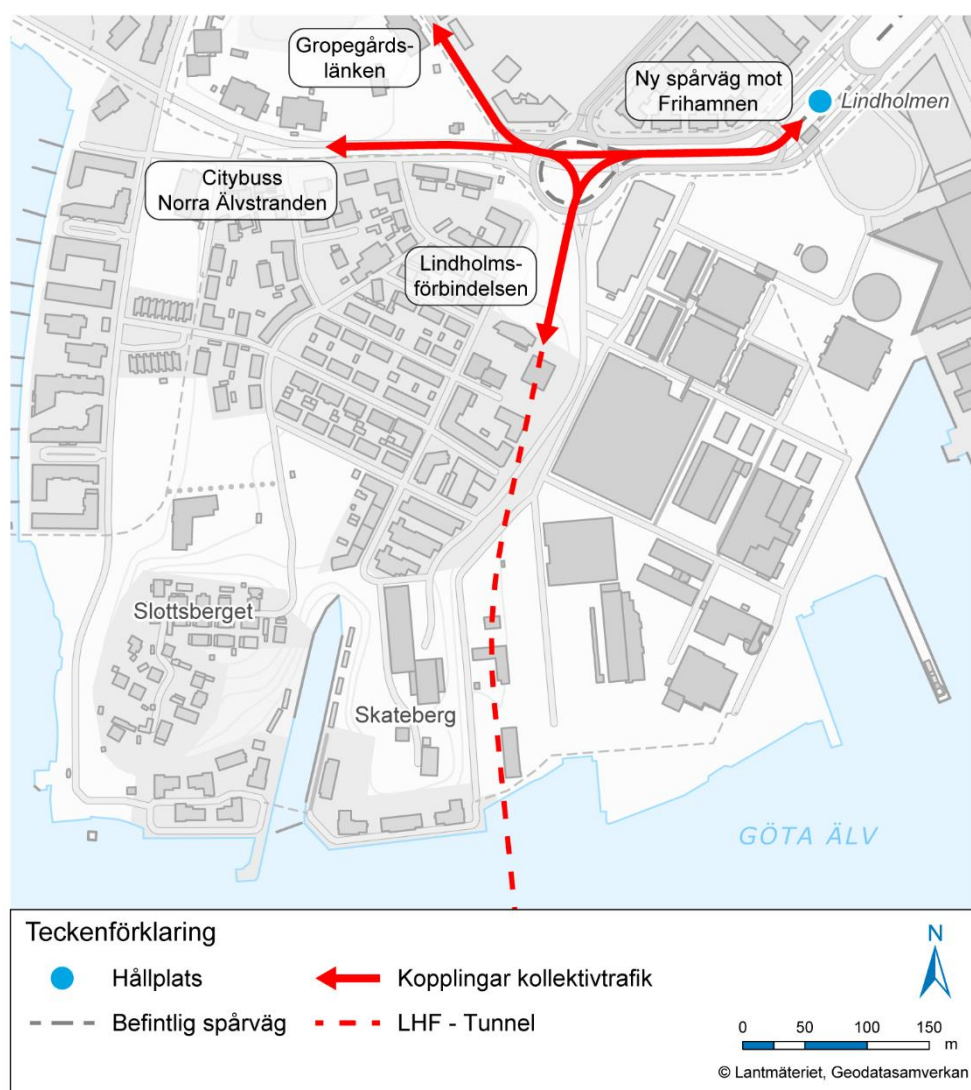 Gropegårds-
länken
Ny spårväg mot
Frihamnen
Lindholmen
Citybuss
Norra Älvstranden
Lindholms-
förbindelsen
Slottsberget
Skateberg
GÖTA ÄLV
Teckenförklaring
Hållplats
Kopplingar kollektivtrafik
Befintlig spårväg
LHF - Tunnel
N
0 50 100 150
m
© Lantmäteriet, Geodatasamverkan